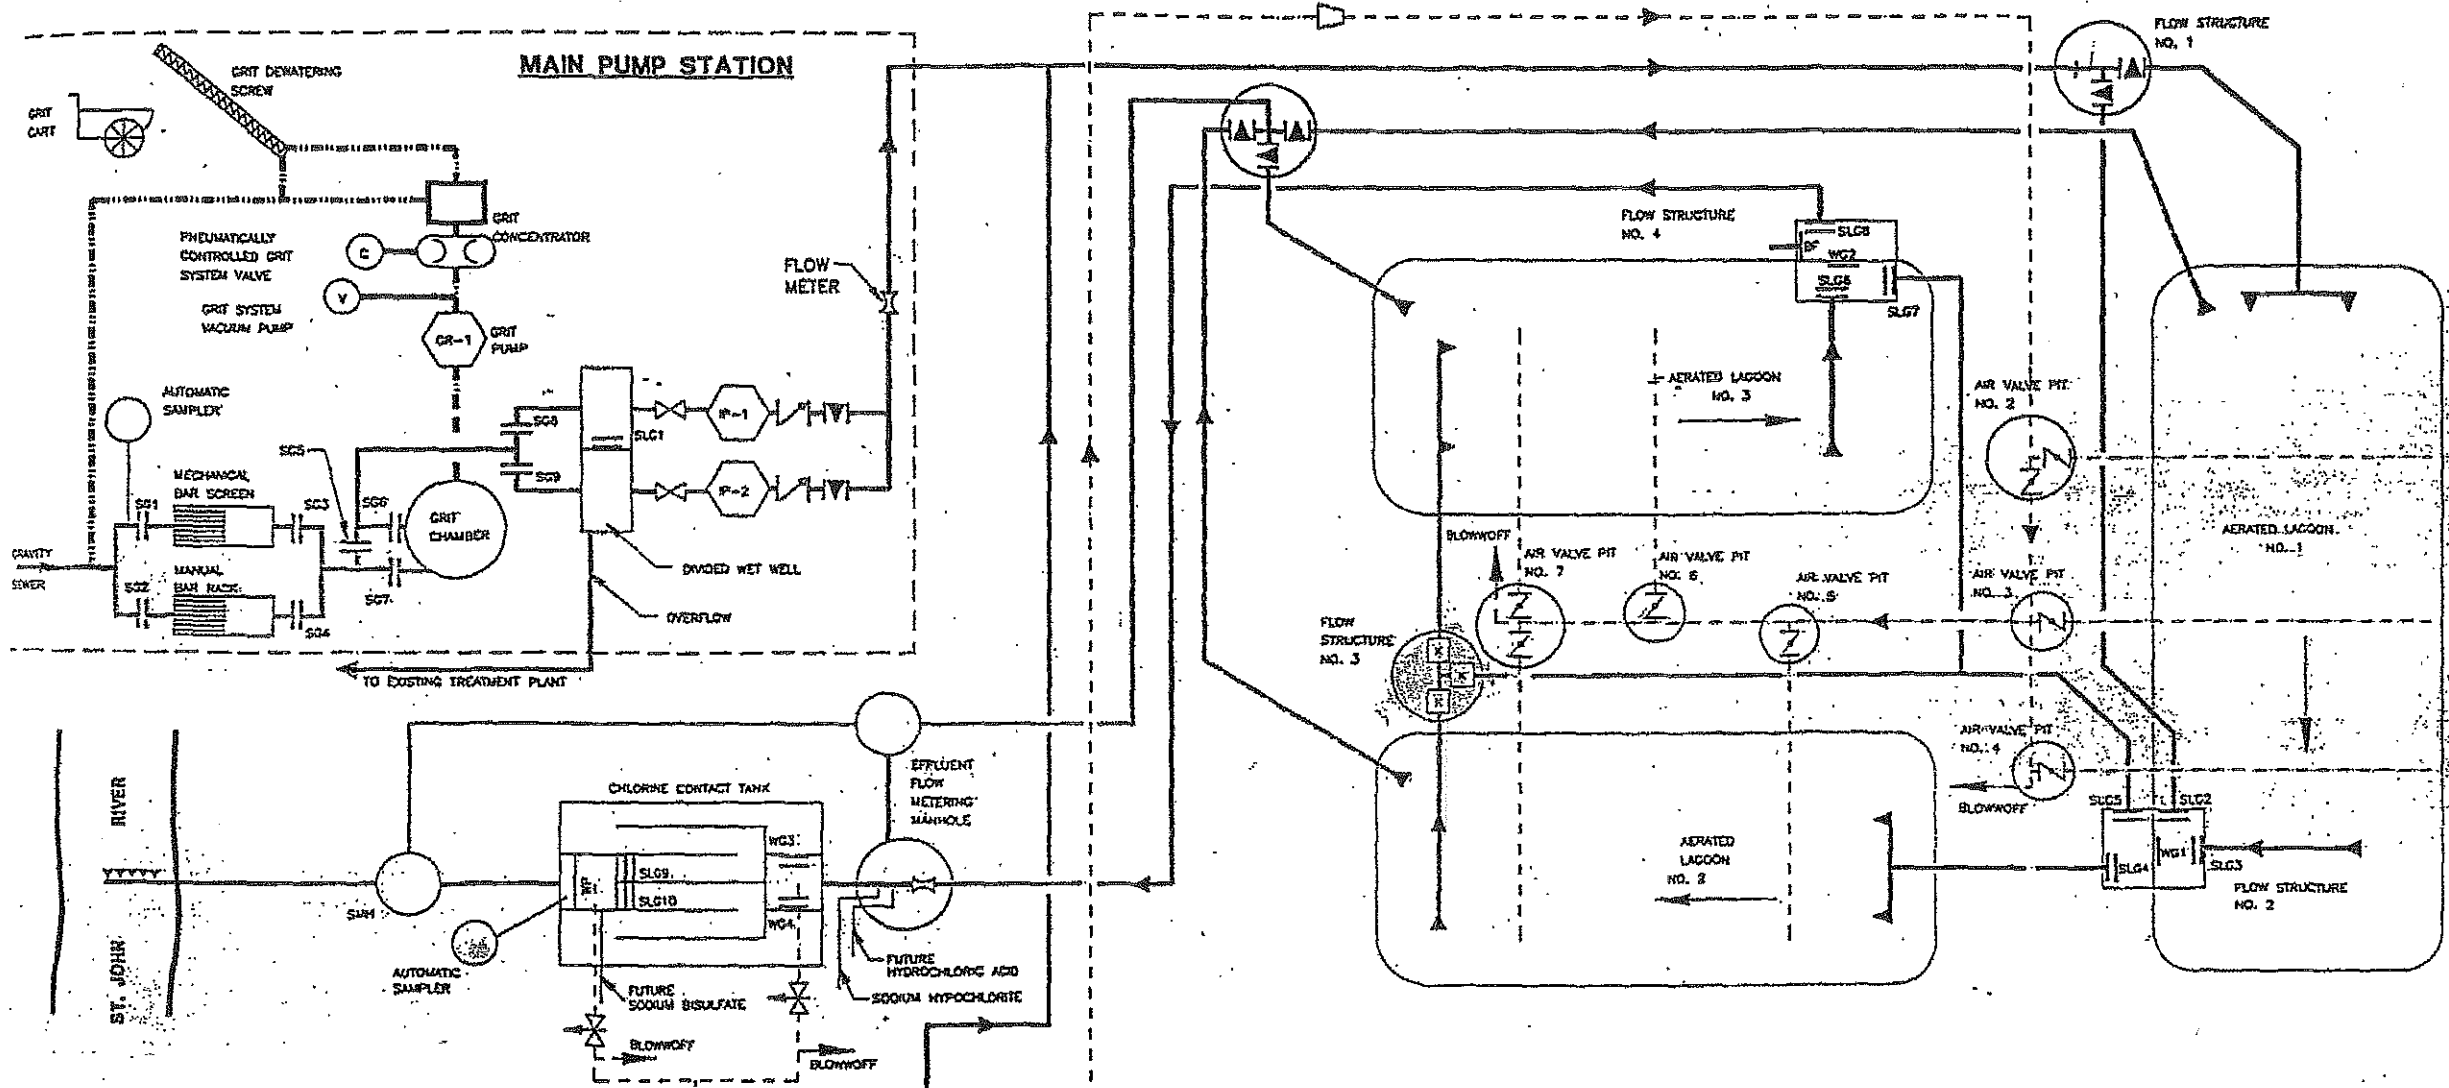 MAIN PUMP STATION
GRIT DEWATERING
SCREW
GRIT
CART
GRIT
CONCENTRATOR
PNEUMATICALLY
CONTROLLED GRIT
SYSTEM VALVE
C
GRIT SYSTEM
VACUUM PUMP
V
GR-1
GRIT
PUMP
FLOW
METER
AUTOMATIC
SAMPLER
MECHANICAL
BAR SCREEN
SG1
SG3
SG5
SG6
SG7
SG8
SG9
SLG1
IP-1
IP-2
GRIT
CHAMBER
GRAVITY
SEWER
MANUAL
BAR RACK
SG2
SG4
DIVIDED WET WELL
OVERFLOW
TO EXISTING TREATMENT PLANT
FLOW STRUCTURE
NO. 1
FLOW STRUCTURE
NO. 4
SLG8
BF
WG2
SLG6
SLG7
AERATED LAGOON
NO. 3
AIR VALVE PIT
NO. 2
AERATED LAGOON
NO. 1
BLOWWOFF
AIR VALVE PIT
NO. 7
AIR VALVE PIT
NO. 6
AIR VALVE PIT
NO. 5
AIR VALVE PIT
NO. 3
FLOW
STRUCTURE
NO. 3
AIR VALVE PIT
NO. 4
BLOWWOFF
SLG5
SLG2
SLG4
WG1
SLG3
FLOW STRUCTURE
NO. 2
AERATED
LAGOON
NO. 2
EFFLUENT
FLOW
METERING
MANHOLE
CHLORINE CONTACT TANK
WG3
SLG9
SLG10
WG4
SMH
AUTOMATIC
SAMPLER
FUTURE
SODIUM BISULFATE
FUTURE
HYDROCHLORIC ACID
SODIUM HYPOCHLORITE
BLOWWOFF
BLOWWOFF
ST. JOHN RIVER